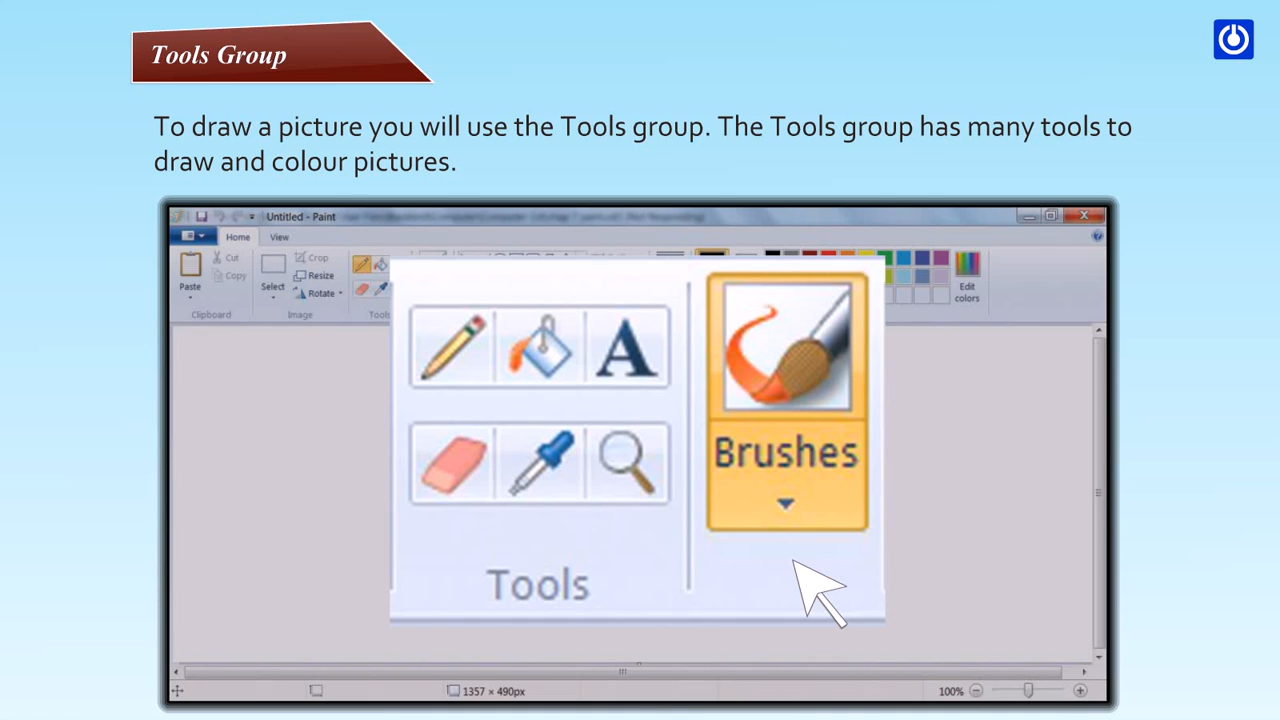 Tools Group
To draw a picture you will use the Tools group. The Tools group has many tools to
draw and colour pictures.
Untitled - Paint
Home View
Paste
Cut
Copy
Clipboard
Select
Crop
Resize
Rotate
Image
Tools
Edit
colors
A
Brushes
Tools
1357 × 490px
100%